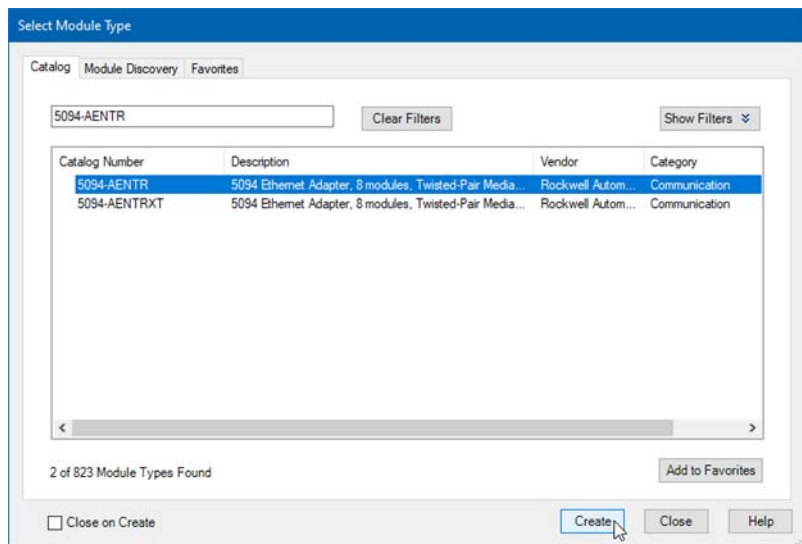 Select Module Type
Catalog Module Discovery Favorites
5094-AENTR Clear Filters Show Filters
Catalog Number Description Vendor Category
5094-AENTR 5094 Ethernet Adapter, 8 modules, Twisted-Pair Media... Rockwell Autom... Communication
5094-AENTRXT 5094 Ethernet Adapter, 8 modules, Twisted-Pair Media... Rockwell Autom... Communication
2 of 823 Module Types Found Add to Favorites
Close on Create Create Close Help